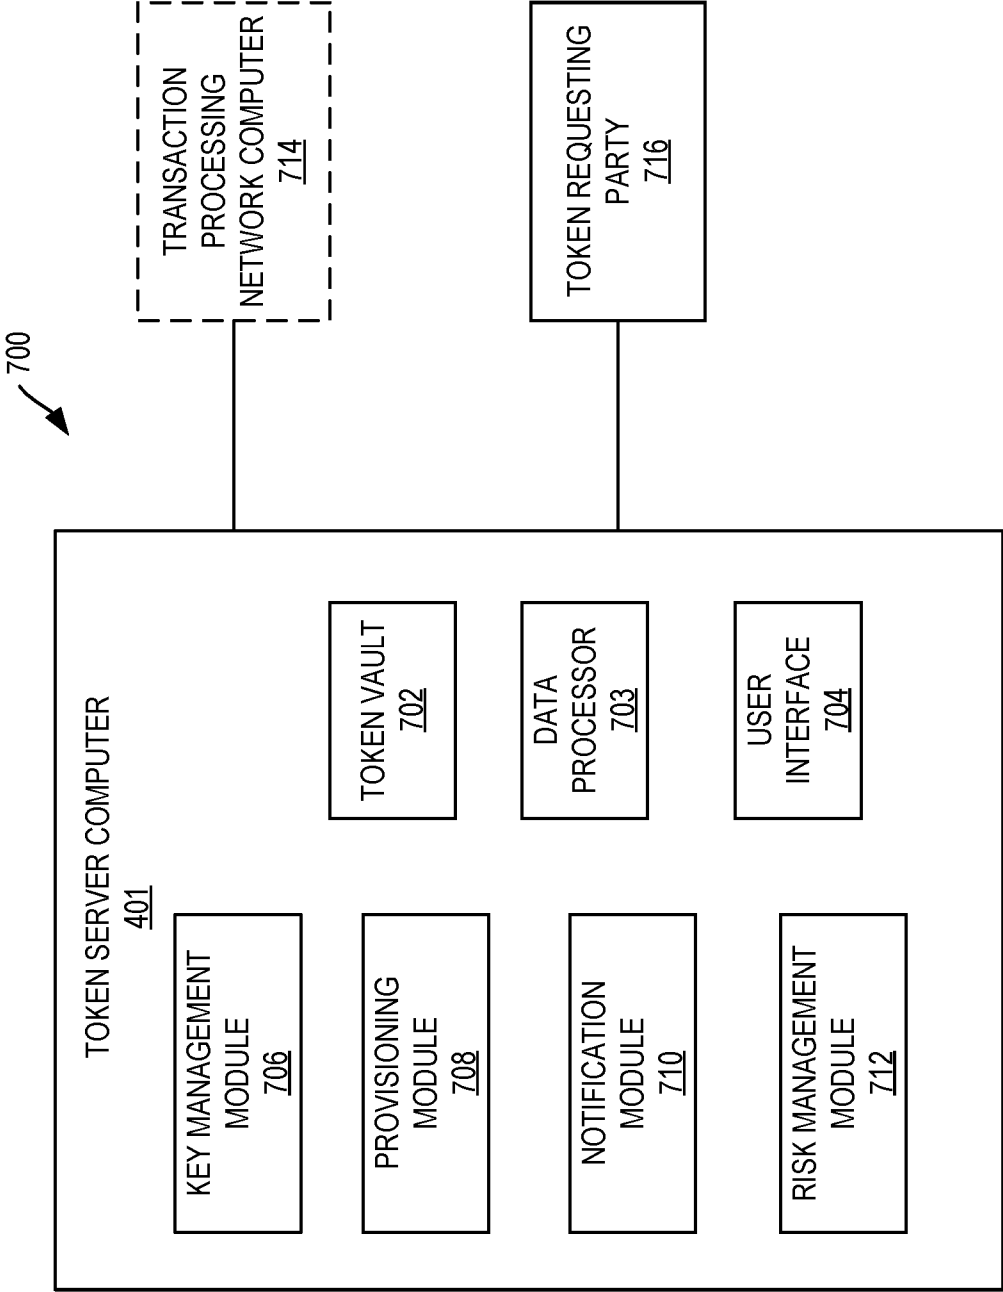 700
TOKEN SERVER COMPUTER
401
KEY MANAGEMENT
MODULE
706
PROVISIONING
MODULE
708
NOTIFICATION
MODULE
710
RISK MANAGEMENT
MODULE
712
TOKEN VAULT
702
DATA
PROCESSOR
703
USER
INTERFACE
704
TRANSACTION
PROCESSING
NETWORK COMPUTER
714
TOKEN REQUESTING
PARTY
716